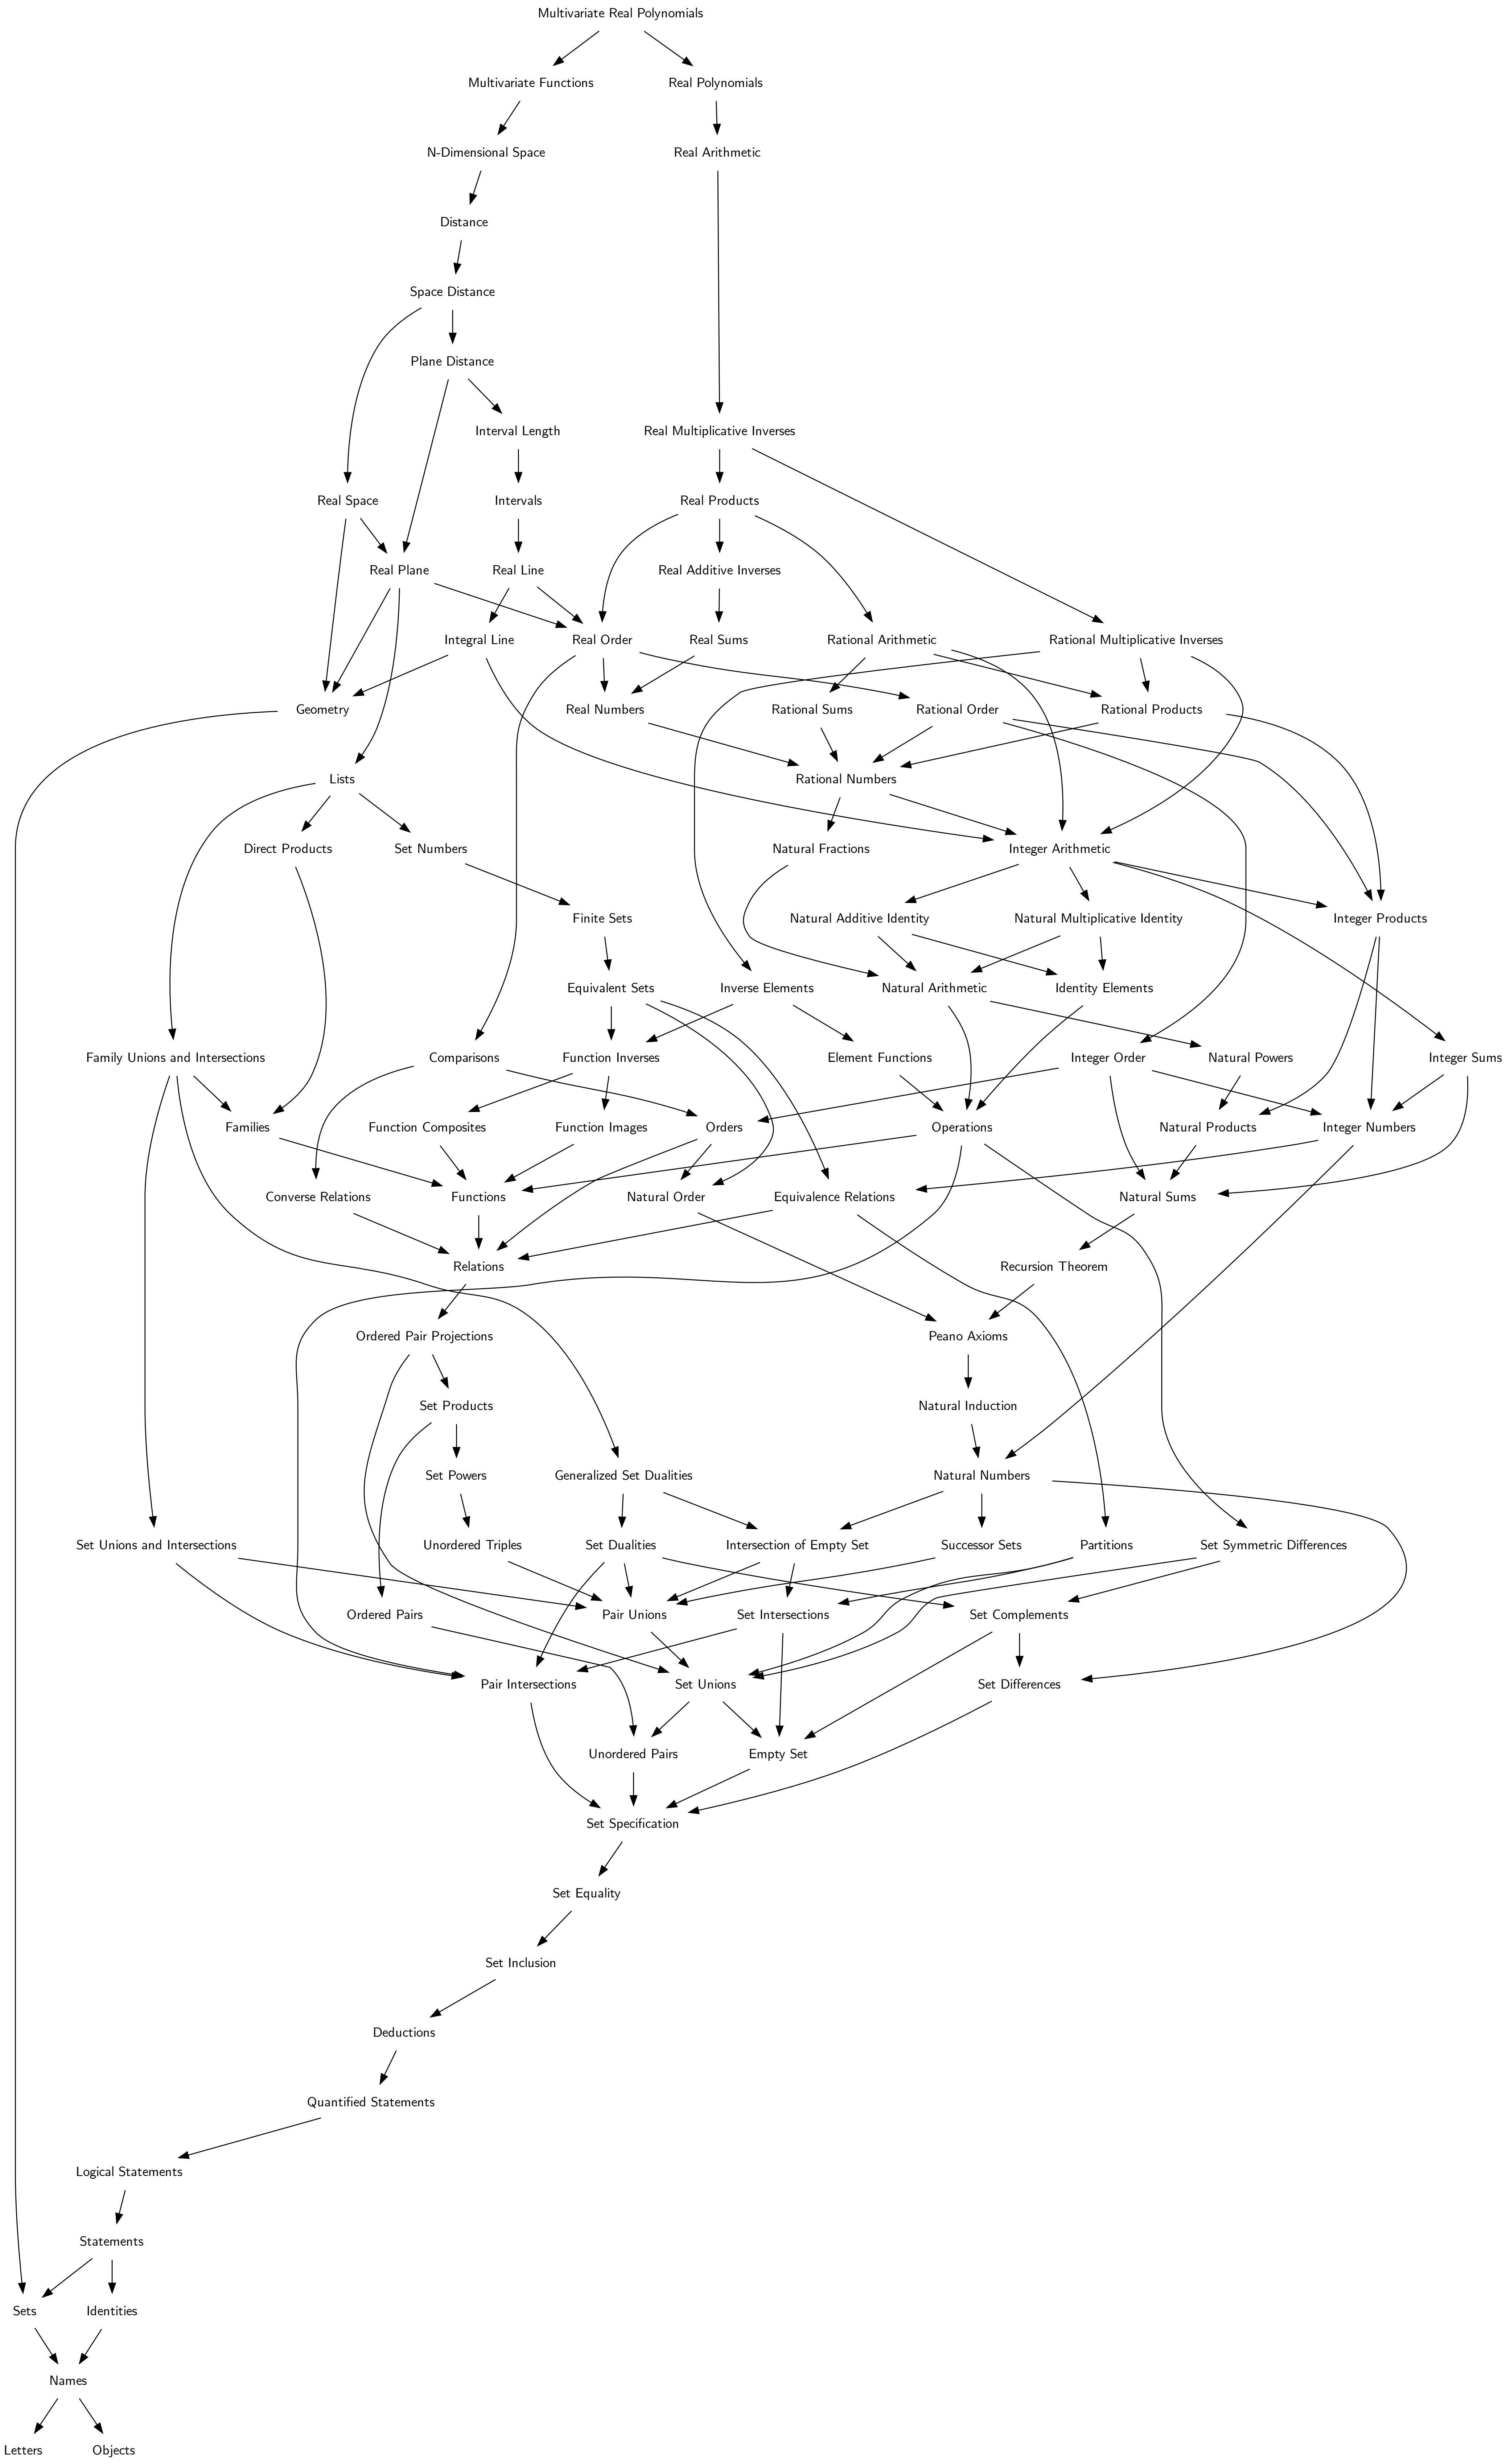 Multivariate Real Polynomials
Multivariate Functions
Real Polynomials
N-Dimensional Space
Real Arithmetic
Distance
Space Distance
Plane Distance
Interval Length
Real Multiplicative Inverses
Real Space
Intervals
Real Products
Real Plane
Real Line
Real Additive Inverses
Integral Line
Real Order
Real Sums
Rational Arithmetic
Rational Multiplicative Inverses
Geometry
Real Numbers
Rational Sums
Rational Order
Rational Products
Lists
Rational Numbers
Direct Products
Set Numbers
Natural Fractions
Integer Arithmetic
Finite Sets
Natural Additive Identity
Natural Multiplicative Identity
Integer Products
Equivalent Sets
Inverse Elements
Natural Arithmetic
Identity Elements
Family Unions and Intersections
Comparisons
Function Inverses
Element Functions
Integer Order
Natural Powers
Integer Sums
Families
Function Composites
Function Images
Orders
Operations
Natural Products
Integer Numbers
Converse Relations
Functions
Natural Order
Equivalence Relations
Natural Sums
Relations
Recursion Theorem
Ordered Pair Projections
Peano Axioms
Set Products
Natural Induction
Set Powers
Generalized Set Dualities
Natural Numbers
Set Unions and Intersections
Unordered Triples
Set Dualities
Intersection of Empty Set
Successor Sets
Partitions
Set Symmetric Differences
Ordered Pairs
Pair Unions
Set Intersections
Set Complements
Pair Intersections
Set Unions
Set Differences
Unordered Pairs
Empty Set
Set Specification
Set Equality
Set Inclusion
Deductions
Quantified Statements
Logical Statements
Statements
Sets
Identities
Names
Letters
Objects